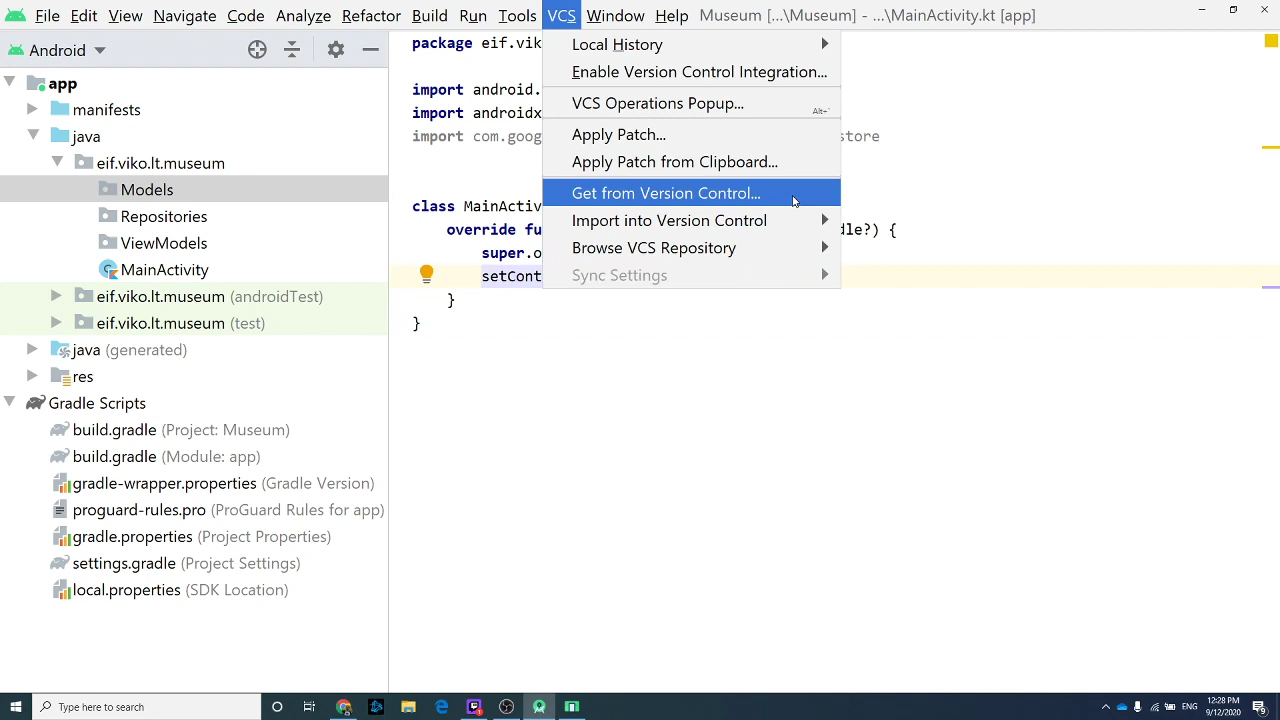 File Edit View Navigate Code Analyze Refactor Build Run Tools VCS Window Help Museum [...\Museum] - ...\MainActivity.kt [app]
Android
app
manifests
java
eif.viko.lt.museum
Models
Repositories
ViewModels
MainActivity
eif.viko.lt.museum (androidTest)
eif.viko.lt.museum (test)
java (generated)
res
Gradle Scripts
build.gradle (Project: Museum)
build.gradle (Module: app)
gradle-wrapper.properties (Gradle Version)
proguard-rules.pro (ProGuard Rules for app)
gradle.properties (Project Properties)
settings.gradle (Project Settings)
local.properties (SDK Location)
package eif.vik
import android.
import androidx
import com.goog store
class MainActiv
override fu dle?) {
super.o
setCont
}
}
Local History
Enable Version Control Integration...
VCS Operations Popup... Alt+`
Apply Patch...
Apply Patch from Clipboard...
Get from Version Control...
Import into Version Control
Browse VCS Repository
Sync Settings
Type here to search
ENG
12:28 PM
9/12/2020